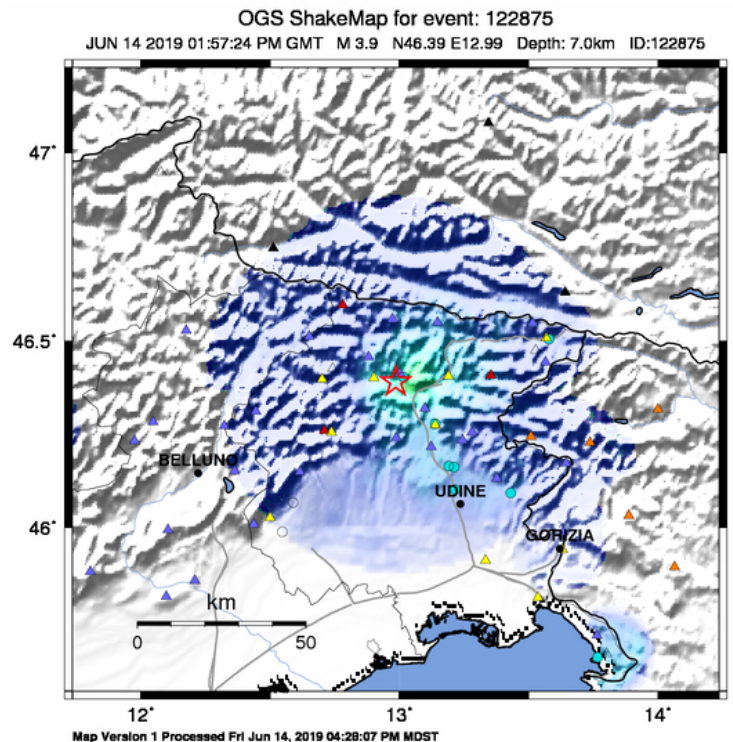 OGS ShakeMap for event: 122875
JUN 14 2019 01:57:24 PM GMT M 3.9 N46.39 E12.99 Depth: 7.0km ID:122875
47°
46.5°
BELLUNO
UDINE
46°
GORIZIA
km
0 50
12° 13° 14°
Map Version 1 Processed Fri Jun 14, 2019 04:28:07 PM MDST